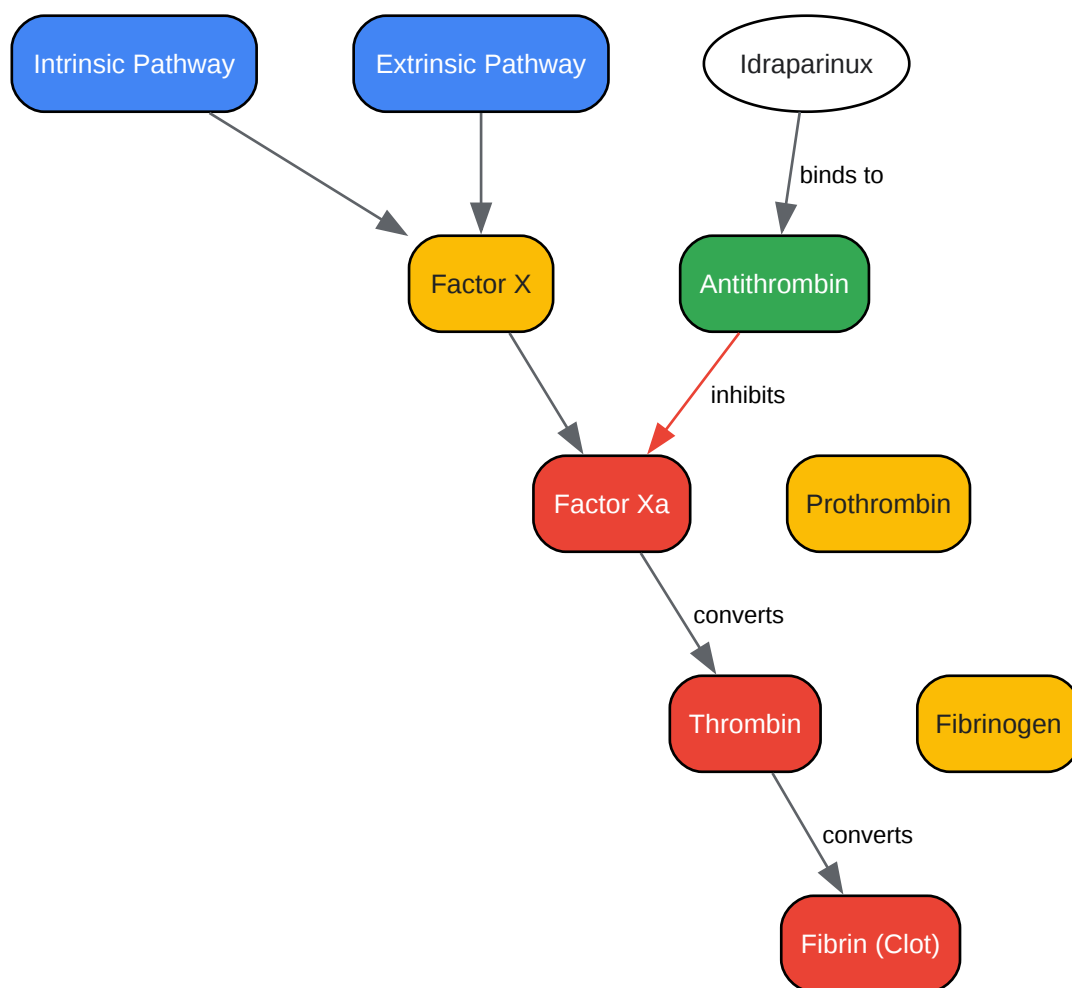 Intrinsic Pathway
Extrinsic Pathway
Idraparinux
binds to
Factor X
Antithrombin
inhibits
Factor Xa
Prothrombin
converts
Thrombin
Fibrinogen
converts
Fibrin (Clot)